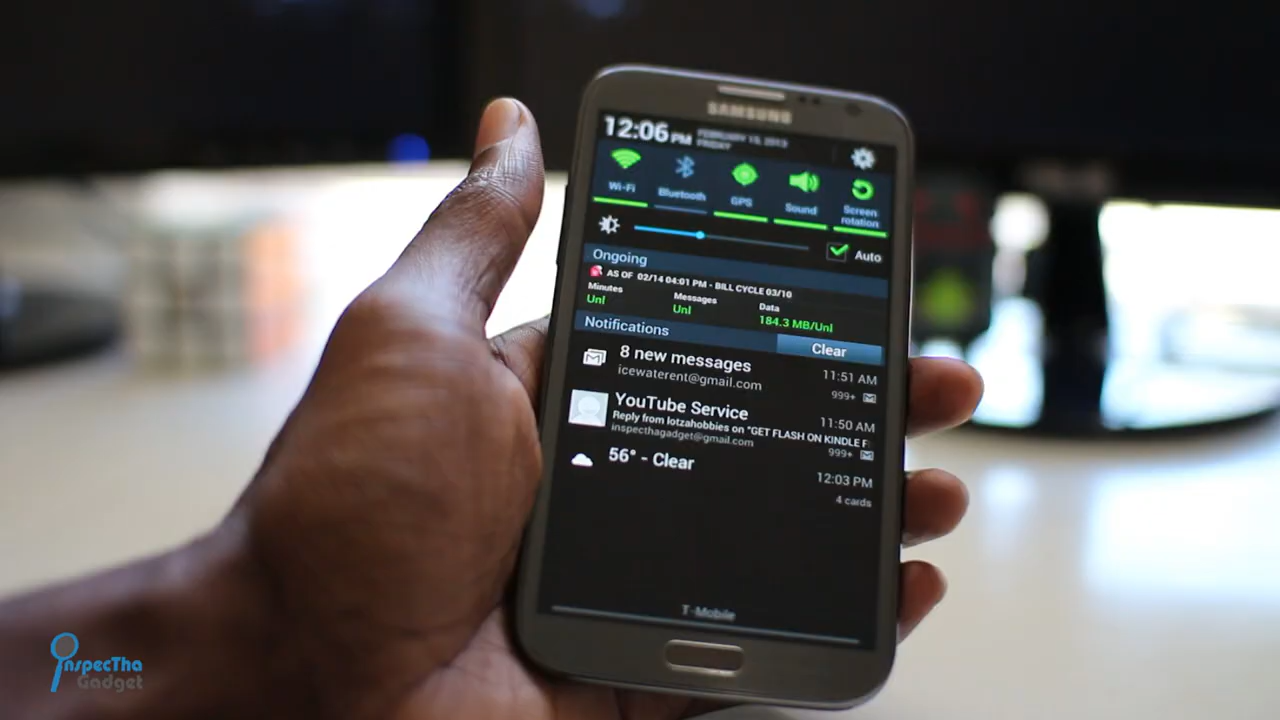 SAMSUNG
12:06 PM
FEBRUARY 15, 2013
FRIDAY
Wi-Fi
Bluetooth
GPS
Sound
Screen rotation
Auto
Ongoing
AS OF 02/14 04:01 PM - BILL CYCLE 03/10
Minutes Messages Data
Unl Unl 184.3 MB/Unl
Notifications
Clear
8 new messages 11:51 AM
icewaterent@gmail.com 999+
YouTube Service 11:50 AM
Reply from lotzahobbies on "GET FLASH ON KINDLE F
inspecthagadget@gmail.com 999+
56° - Clear 12:03 PM
4 cards
T-Mobile
InspecTha
Gadget